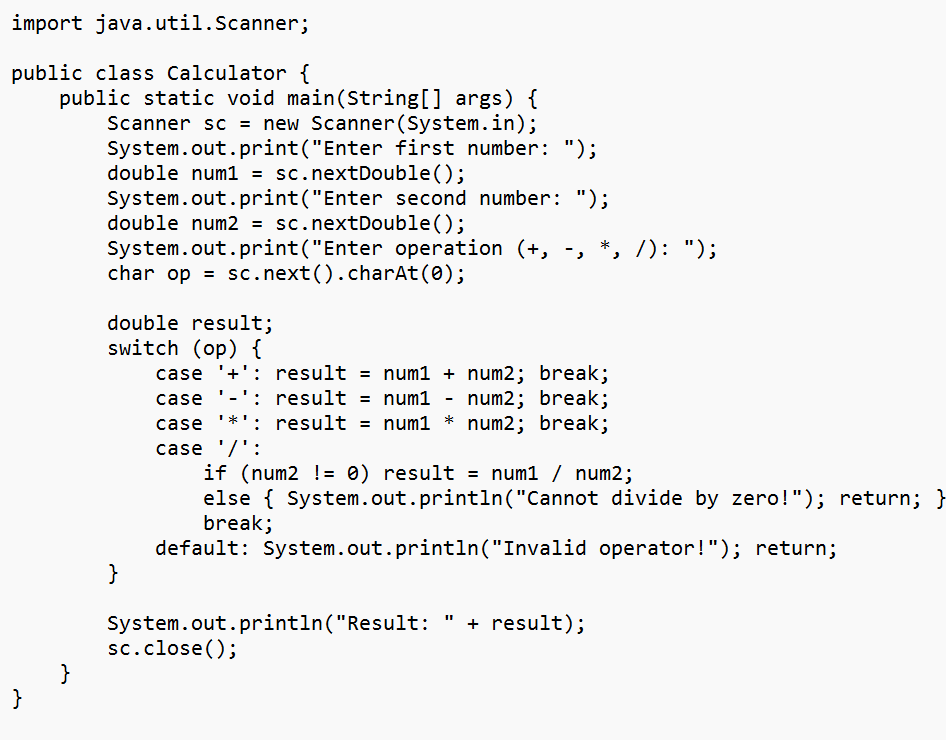 import java.util.Scanner;

public class Calculator {
    public static void main(String[] args) {
        Scanner sc = new Scanner(System.in);
        System.out.print("Enter first number: ");
        double num1 = sc.nextDouble();
        System.out.print("Enter second number: ");
        double num2 = sc.nextDouble();
        System.out.print("Enter operation (+, -, *, /): ");
        char op = sc.next().charAt(0);

        double result;
        switch (op) {
            case '+': result = num1 + num2; break;
            case '-': result = num1 - num2; break;
            case '*': result = num1 * num2; break;
            case '/':
                if (num2 != 0) result = num1 / num2;
                else { System.out.println("Cannot divide by zero!"); return; }
                break;
            default: System.out.println("Invalid operator!"); return;
        }

        System.out.println("Result: " + result);
        sc.close();
    }
}